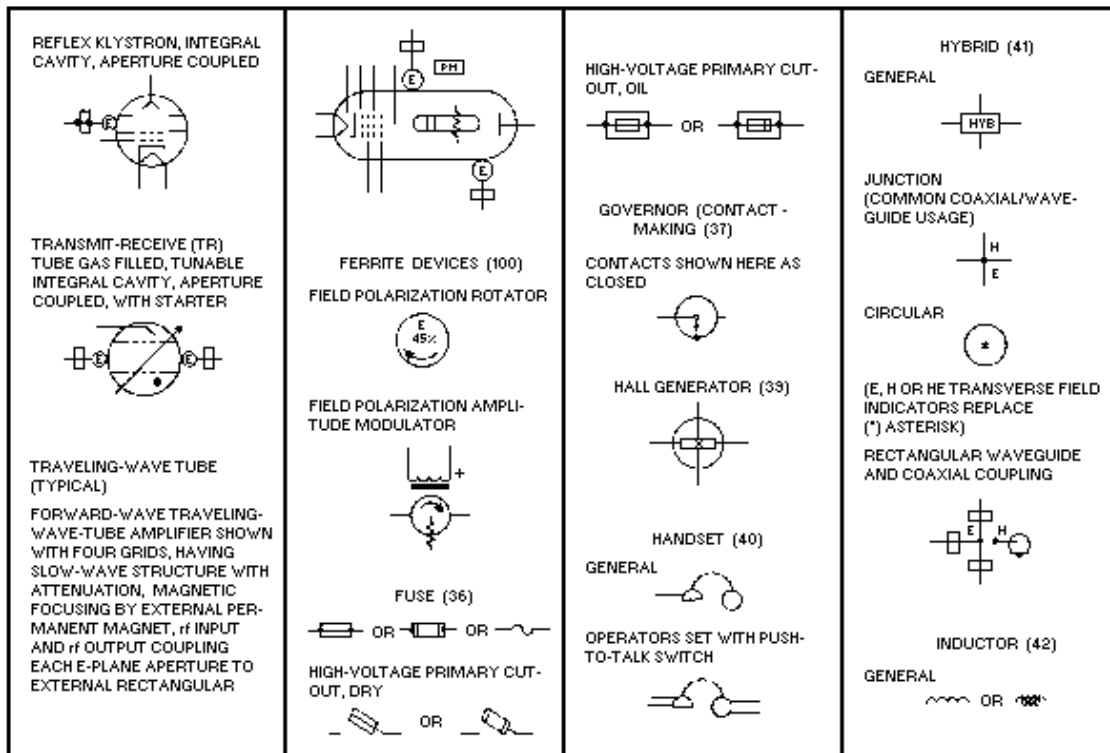 REFLEX KLYSTRON, INTEGRAL
CAVITY, APERTURE COUPLED
E
TRANSMIT-RECEIVE (TR)
TUBE GAS FILLED, TUNABLE
INTEGRAL CAVITY, APERTURE
COUPLED, WITH STARTER
E
E
TRAVELING-WAVE TUBE
(TYPICAL)
FORWARD-WAVE TRAVELING-
WAVE-TUBE AMPLIFIER SHOWN
WITH FOUR GRIDS, HAVING
SLOW-WAVE STRUCTURE WITH
ATTENUATION, MAGNETIC
FOCUSING BY EXTERNAL PER-
MANENT MAGNET, rf INPUT
AND rf OUTPUT COUPLING
EACH E-PLANE APERTURE TO
EXTERNAL RECTANGULAR
E
PM
E
FERRITE DEVICES (100)
FIELD POLARIZATION ROTATOR
E
45%
FIELD POLARIZATION AMPLI-
TUDE MODULATOR
+
FUSE (36)
OR OR
HIGH-VOLTAGE PRIMARY CUT-
OUT, DRY
OR
HIGH-VOLTAGE PRIMARY CUT-
OUT, OIL
OR
GOVERNOR (CONTACT -
MAKING (37)
CONTACTS SHOWN HERE AS
CLOSED
HALL GENERATOR (39)
HANDSET (40)
GENERAL
OPERATORS SET WITH PUSH-
TO-TALK SWITCH
HYBRID (41)
GENERAL
HYB
JUNCTION
(COMMON COAXIAL/WAVE-
GUIDE USAGE)
H
E
CIRCULAR
*
(E, H OR HE TRANSVERSE FIELD
INDICATORS REPLACE
(*) ASTERISK)
RECTANGULAR WAVEGUIDE
AND COAXIAL COUPLING
E H
INDUCTOR (42)
GENERAL
OR